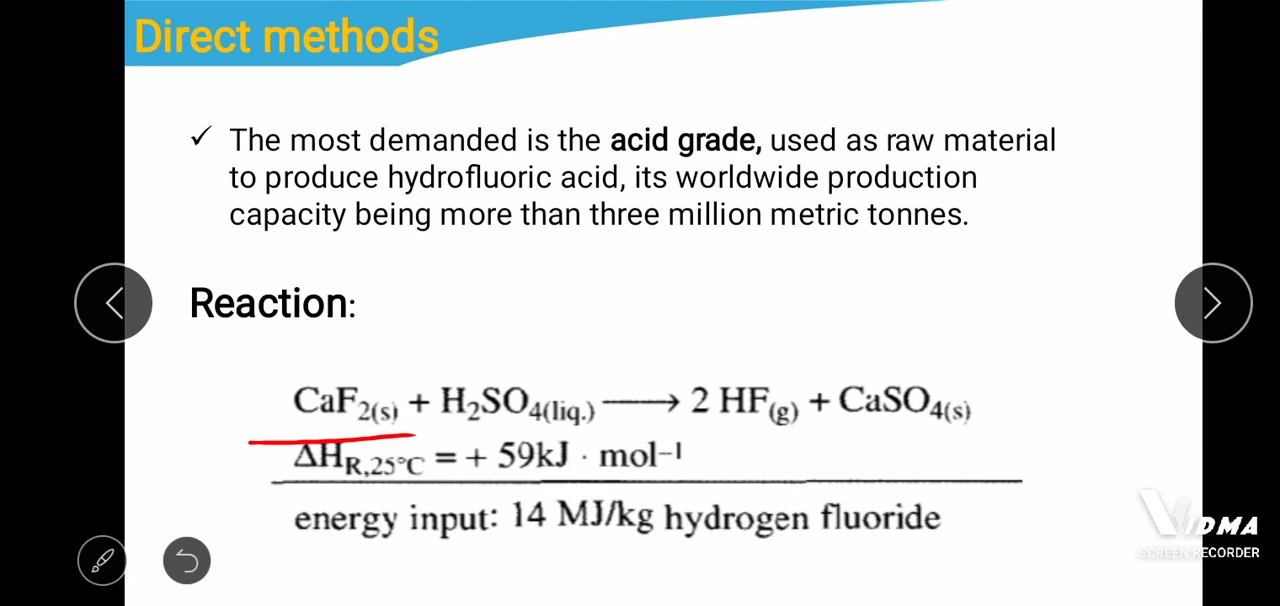 Direct methods
✓ The most demanded is the acid grade, used as raw material
to produce hydrofluoric acid, its worldwide production
capacity being more than three million metric tonnes.
Reaction:
CaF₂₍ₛ₎ + H₂SO₄(liq.) ⟶ 2 HF(g) + CaSO₄(s)
ΔH_R,25°C = + 59kJ · mol⁻¹
energy input: 14 MJ/kg hydrogen fluoride
VIDMA
SCREEN RECORDER